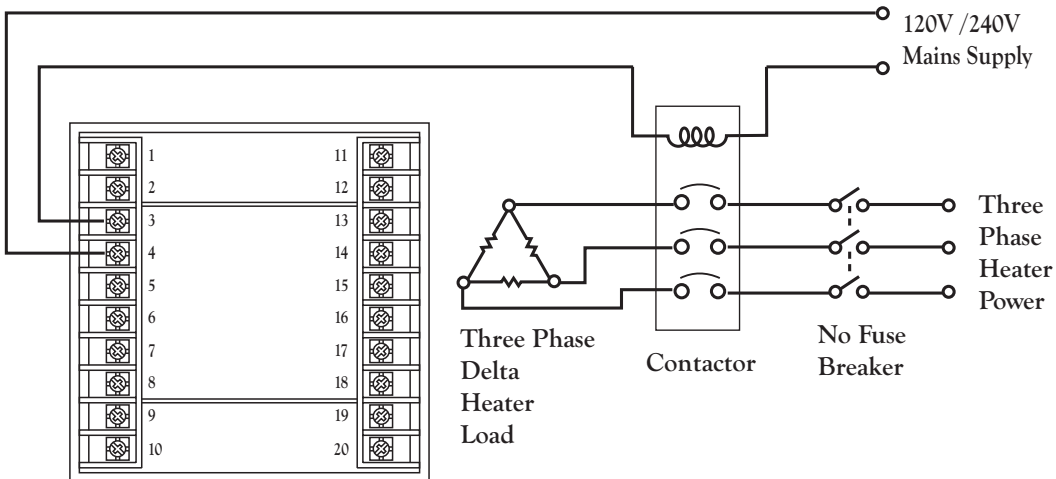 120V /240V
Mains Supply
1
2
3
4
5
6
7
8
9
10
11
12
13
14
15
16
17
18
19
20
Three Phase
Delta
Heater
Load
Contactor
No Fuse
Breaker
Three
Phase
Heater
Power